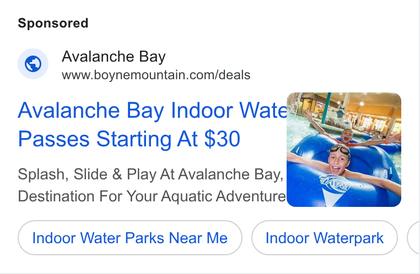 Sponsored
Avalanche Bay
www.boynemountain.com/deals
Avalanche Bay Indoor Wate
Passes Starting At $30
Splash, Slide & Play At Avalanche Bay,
Destination For Your Aquatic Adventure
Indoor Water Parks Near Me
Indoor Waterpark